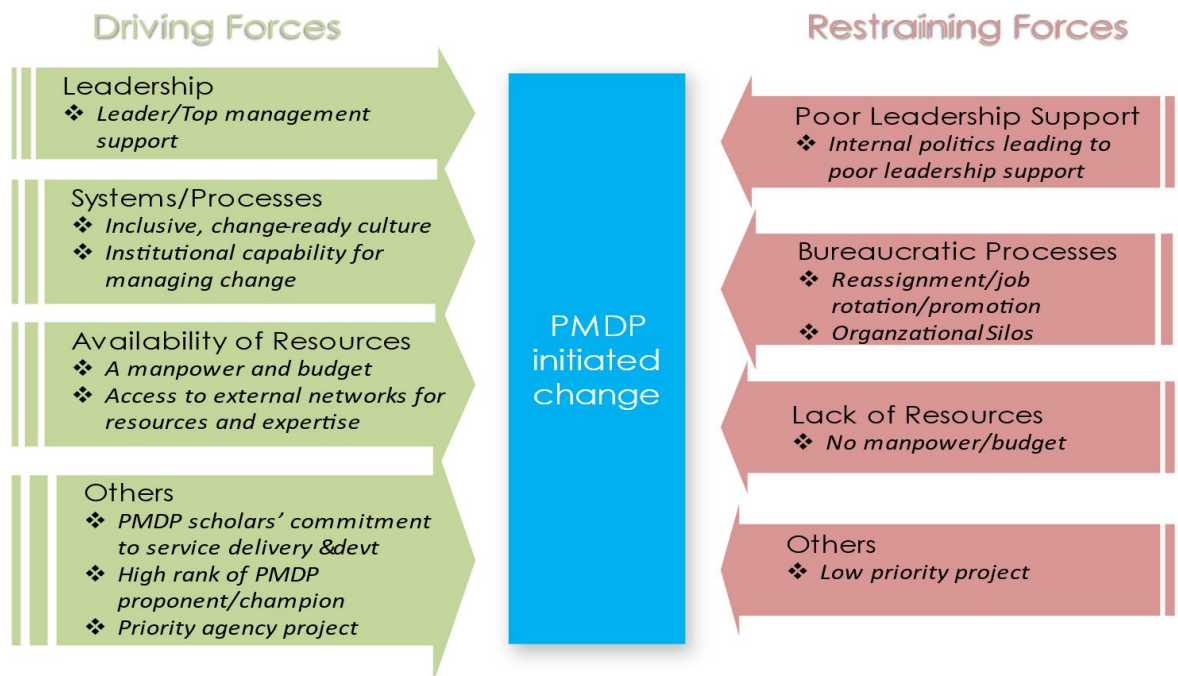 Driving Forces
Leadership
❖ Leader/Top management
support
Systems/Processes
❖ Inclusive, change-ready culture
❖ Institutional capability for
managing change
Availability of Resources
❖ A manpower and budget
❖ Access to external networks for
resources and expertise
Others
❖ PMDP scholars’ commitment
to service delivery &devt
❖ High rank of PMDP
proponent/champion
❖ Priority agency project
PMDP
initiated
change
Restraining Forces
Poor Leadership Support
❖ Internal politics leading to
poor leadership support
Bureaucratic Processes
❖ Reassignment/job
rotation/promotion
❖ Organzational Silos
Lack of Resources
❖ No manpower/budget
Others
❖ Low priority project